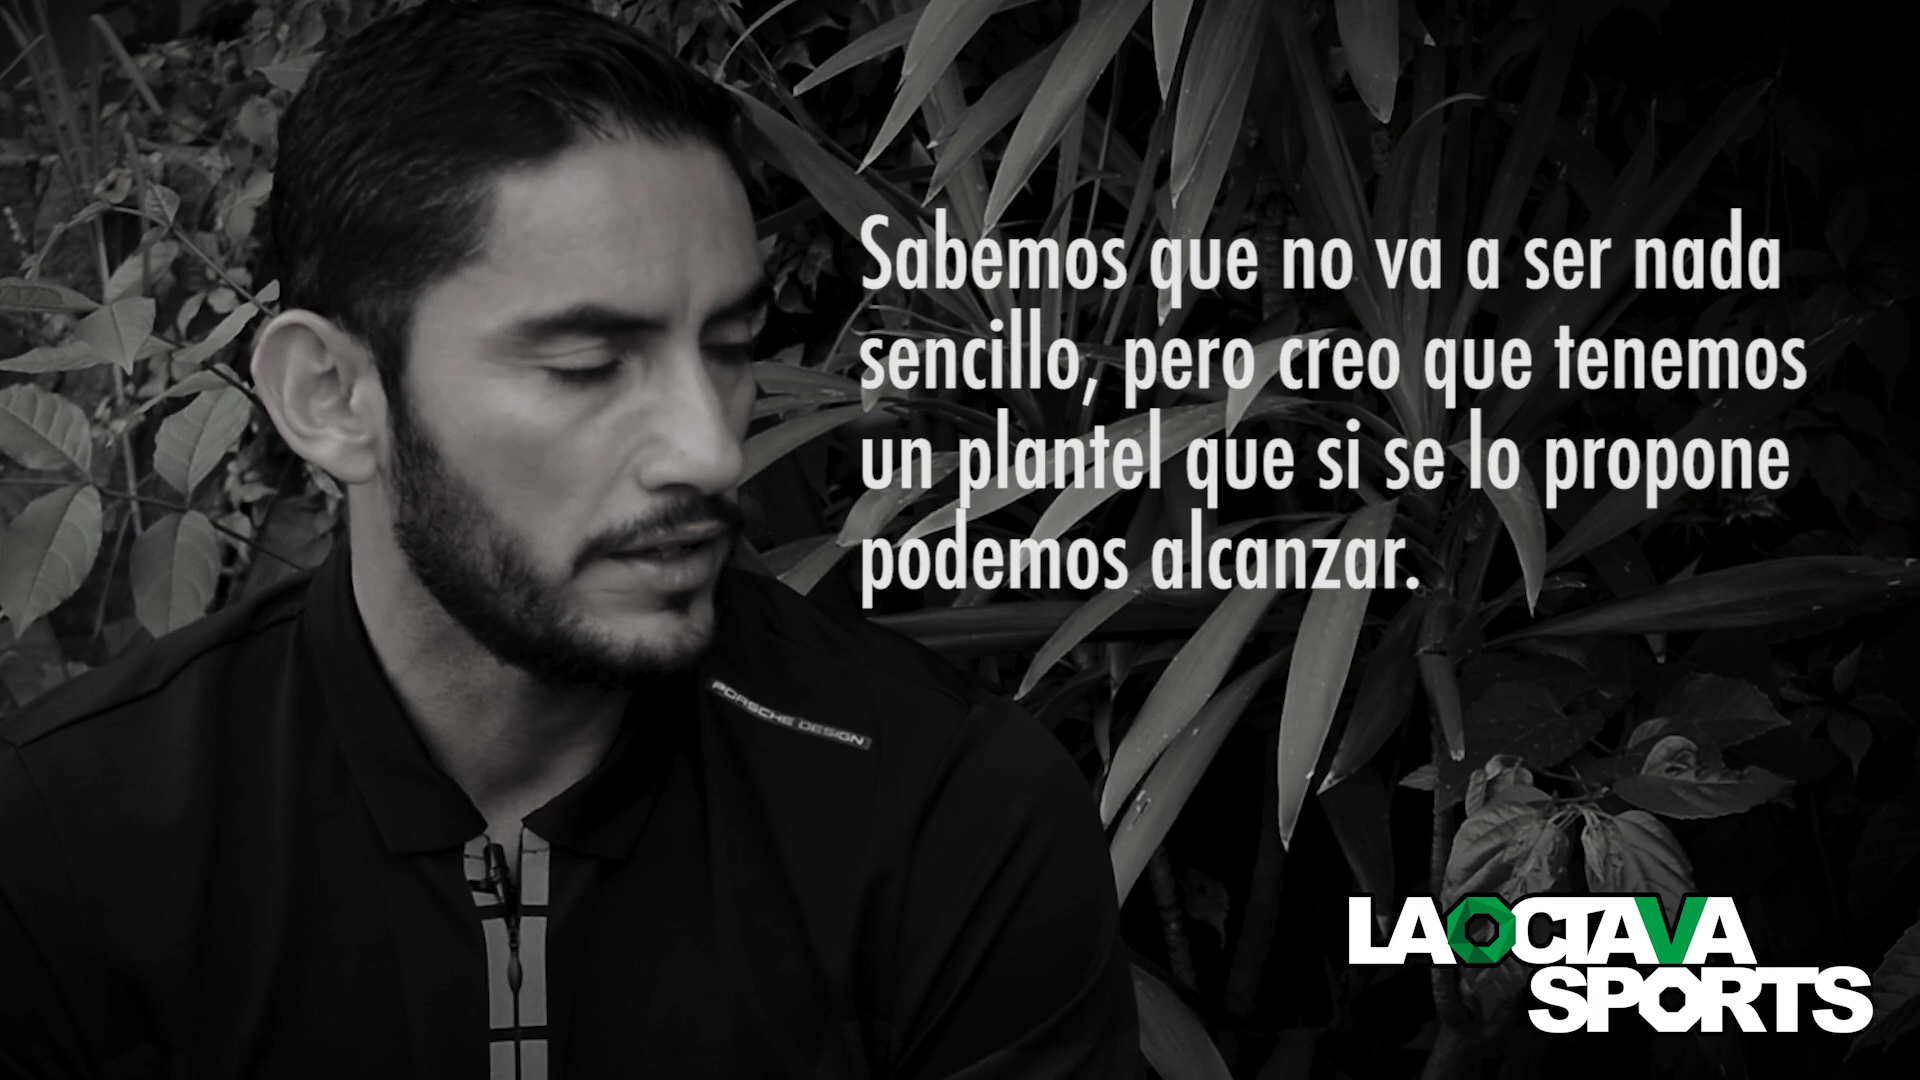 Sabemos que no va a ser nada
sencillo, pero creo que tenemos
un plantel que si se lo propone
podemos alcanzar.
PORSCHE DESIGN
LAOCTAVA
SPORTS